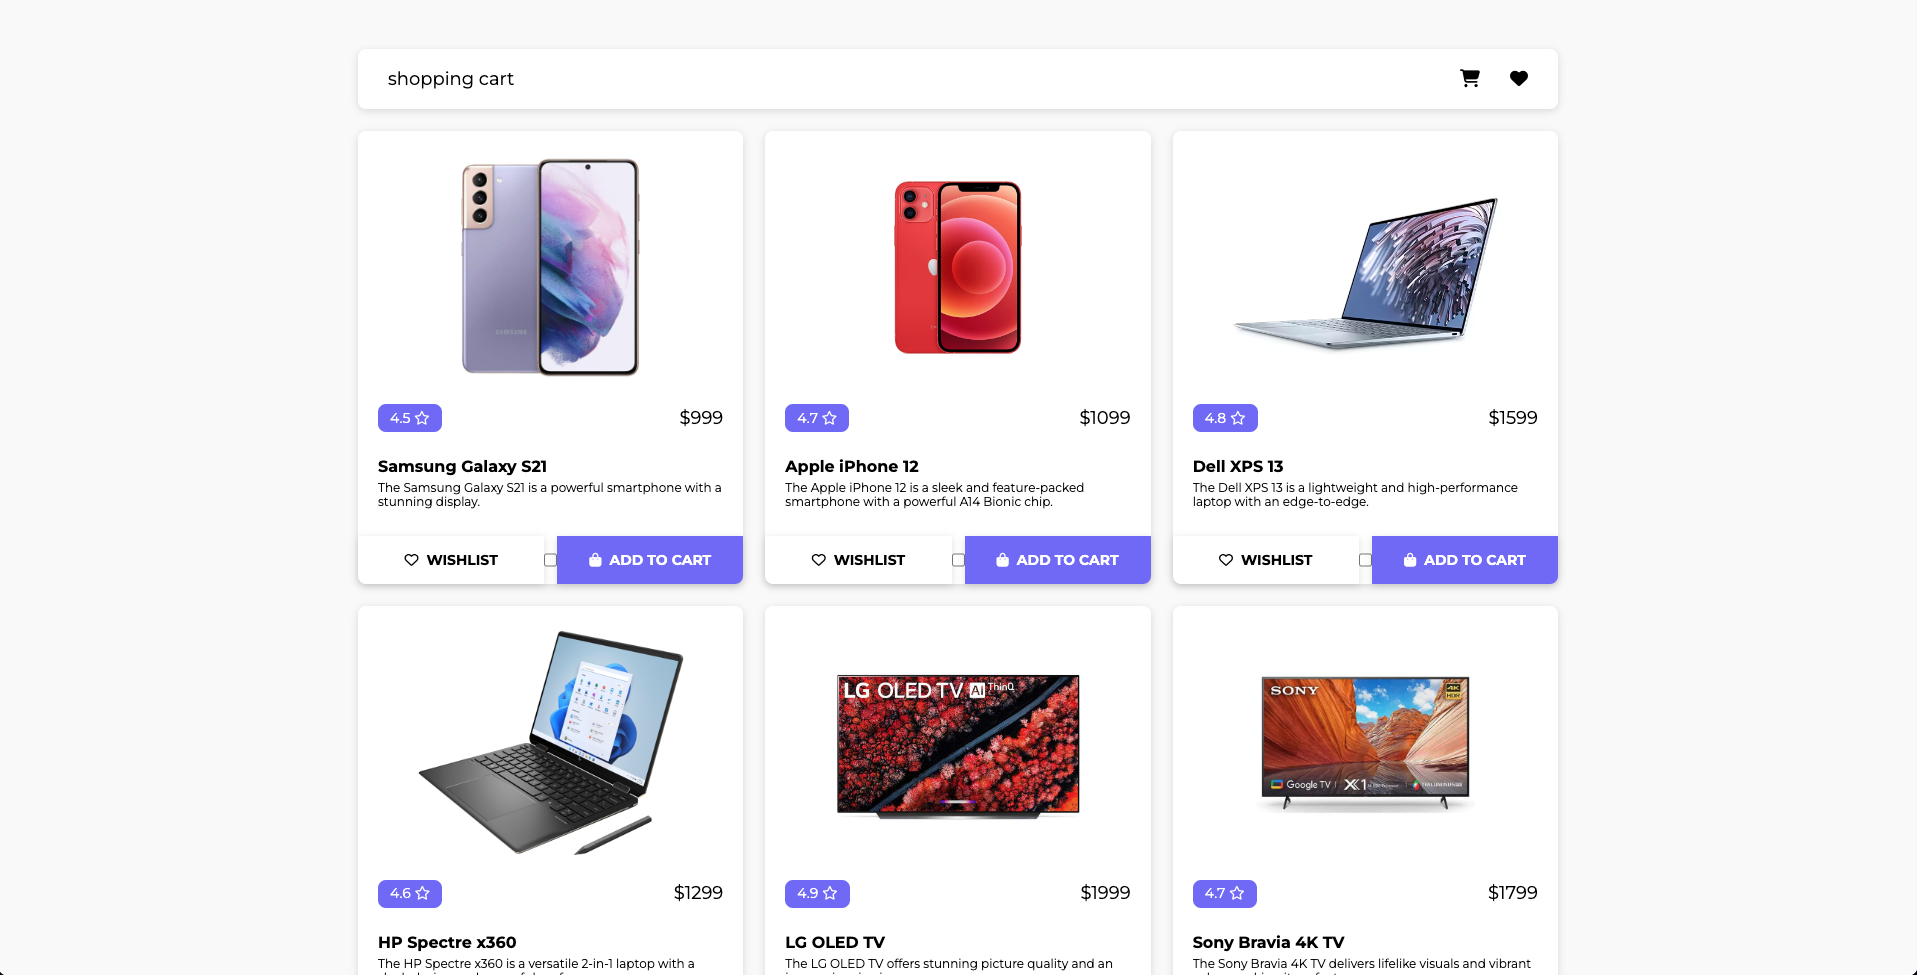 shopping cart
SAMSUNG
4.5
$999
Samsung Galaxy S21
The Samsung Galaxy S21 is a powerful smartphone with a
stunning display.
WISHLIST
ADD TO CART
4.7
$1099
Apple iPhone 12
The Apple iPhone 12 is a sleek and feature-packed
smartphone with a powerful A14 Bionic chip.
WISHLIST
ADD TO CART
4.8
$1599
Dell XPS 13
The Dell XPS 13 is a lightweight and high-performance
laptop with an edge-to-edge.
WISHLIST
ADD TO CART
4.6
$1299
HP Spectre x360
The HP Spectre x360 is a versatile 2-in-1 laptop with a
LG OLED TV AI ThinQ
4.9
$1999
LG OLED TV
The LG OLED TV offers stunning picture quality and an
SONY
4K
HDR
Google TV
X1
4.7
$1799
Sony Bravia 4K TV
The Sony Bravia 4K TV delivers lifelike visuals and vibrant